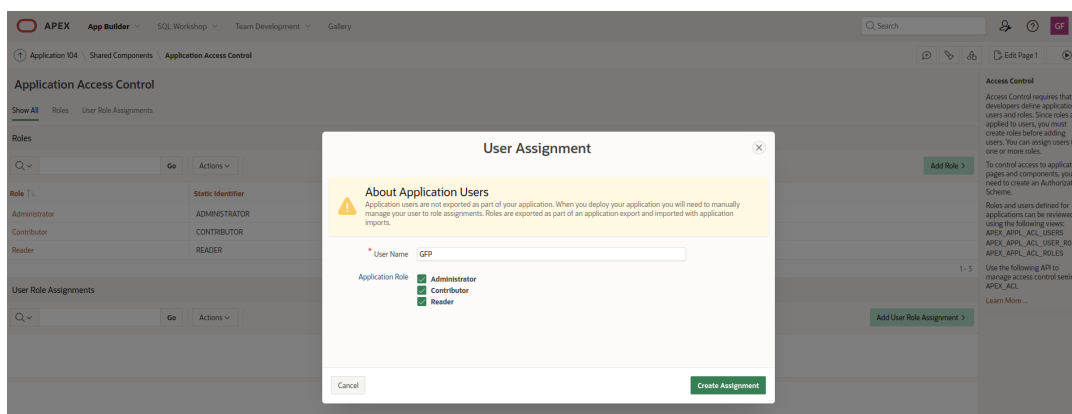 APEX App Builder SQL Workshop Team Development Gallery Search GF
Application 104 \ Shared Components \ Application Access Control Edit Page 1
Application Access Control
Show All Roles User Role Assignments
Roles
Go Actions Add Role >
Role Static Identifier
Administrator ADMINISTRATOR
Contributor CONTRIBUTOR
Reader READER
1 - 3
User Role Assignments
Go Actions Add User Role Assignment >
User Assignment
About Application Users
Application users are not exported as part of your application. When you deploy your application you will need to manually
manage your user to role assignments. Roles are exported as part of an application export and imported with application
imports.
* User Name GFP
Application Role Administrator
Contributor
Reader
Cancel Create Assignment
Access Control
Access Control requires that
developers define applicatio
users and roles. Since roles a
applied to users, you must
create roles before adding
users. You can assign users t
one or more roles.
To control access to applicat
pages and components, you
need to create an Authorizat
Scheme.
Roles and users defined for
applications can be reviewed
using the following views:
APEX_APPL_ACL_USERS
APEX_APPL_ACL_USER_RO
APEX_APPL_ACL_ROLES
Use the following API to
manage access control settin
APEX_ACL
Learn More ...